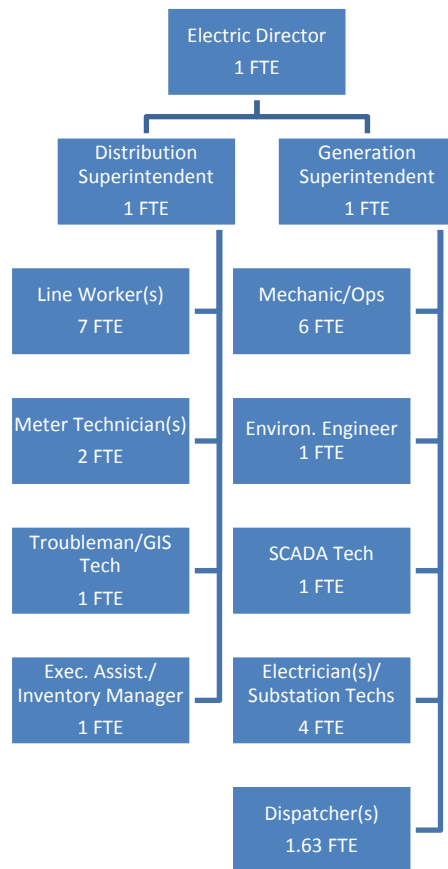 Electric Director
1 FTE
Distribution
Superintendent
1 FTE
Generation
Superintendent
1 FTE
Line Worker(s)
7 FTE
Mechanic/Ops
6 FTE
Meter Technician(s)
2 FTE
Environ. Engineer
1 FTE
Troubleman/GIS
Tech
1 FTE
SCADA Tech
1 FTE
Exec. Assist./
Inventory Manager
1 FTE
Electrician(s)/
Substation Techs
4 FTE
Dispatcher(s)
1.63 FTE